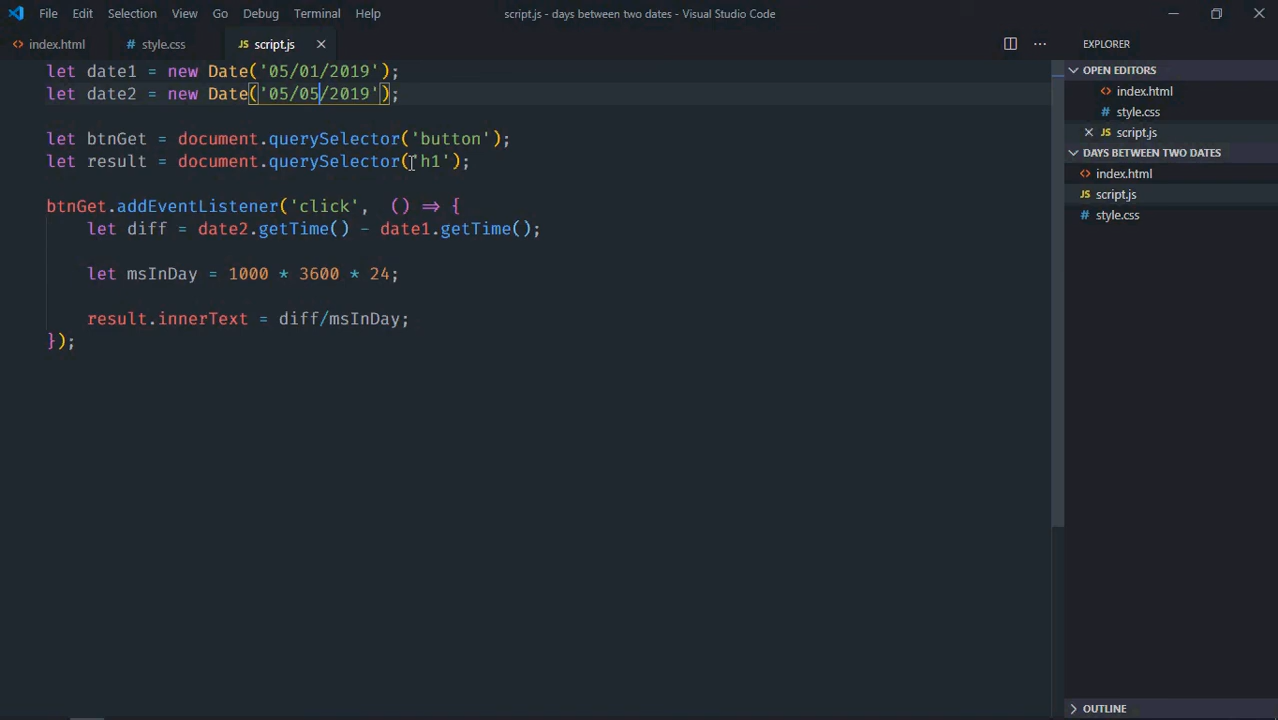 File Edit Selection View Go Debug Terminal Help script.js - days between two dates - Visual Studio Code
<> index.html # style.css JS script.js × ··· EXPLORER
let date1 = new Date('05/01/2019');
let date2 = new Date('05/05/2019');
let btnGet = document.querySelector('button');
let result = document.querySelector('h1');
btnGet.addEventListener('click', () => {
let diff = date2.getTime() - date1.getTime();
let msInDay = 1000 * 3600 * 24;
result.innerText = diff/msInDay;
});
OPEN EDITORS
<> index.html
# style.css
× JS script.js
DAYS BETWEEN TWO DATES
<> index.html
JS script.js
# style.css
OUTLINE